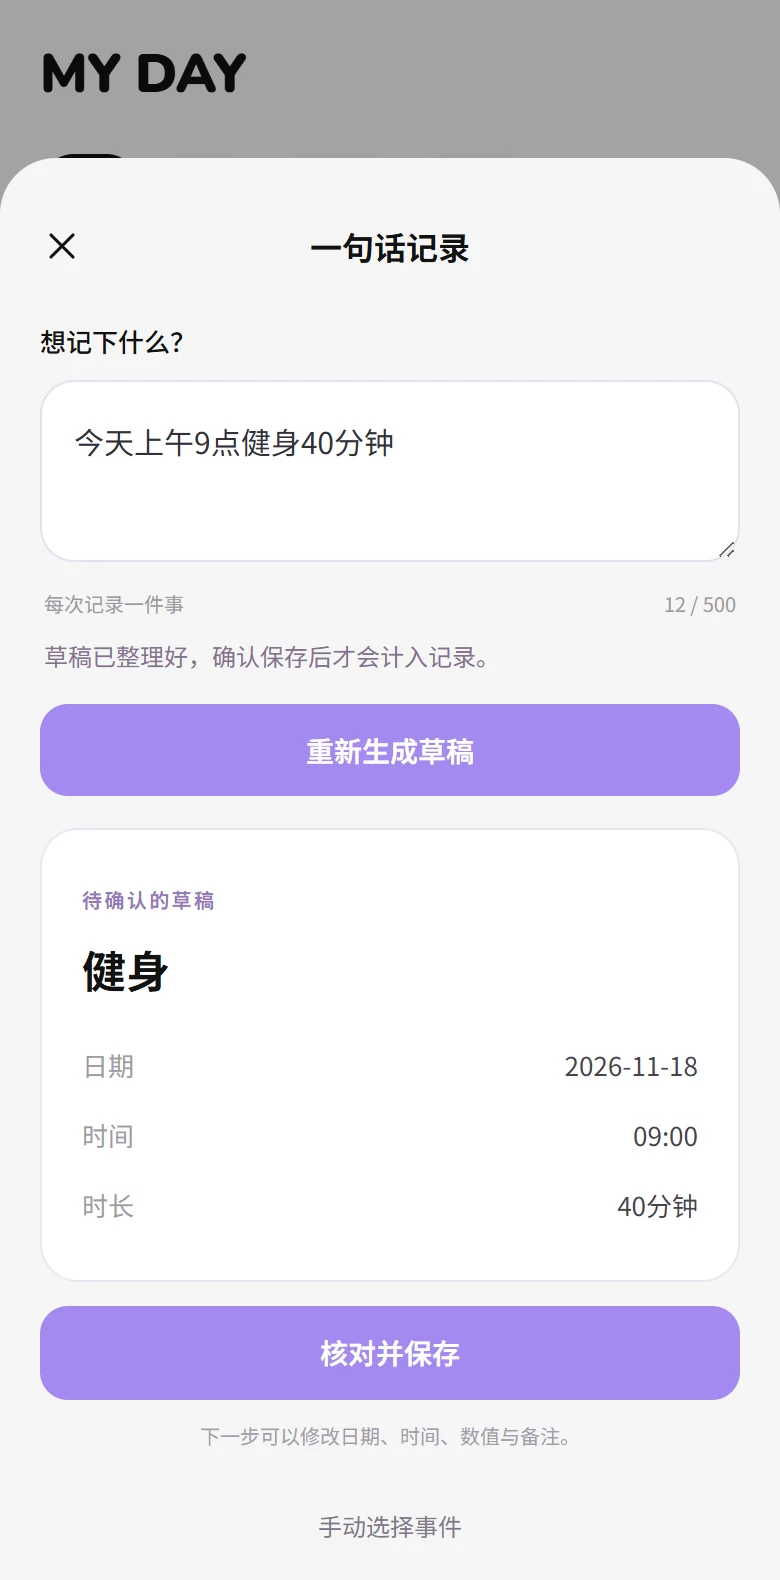 MY DAY
一句话记录
想记下什么？
今天上午9点健身40分钟
每次记录一件事
12 / 500
草稿已整理好，确认保存后才会计入记录。
重新生成草稿
待确认的草稿
健身
日期
2026-11-18
时间
09:00
时长
40分钟
核对并保存
下一步可以修改日期、时间、数值与备注。
手动选择事件